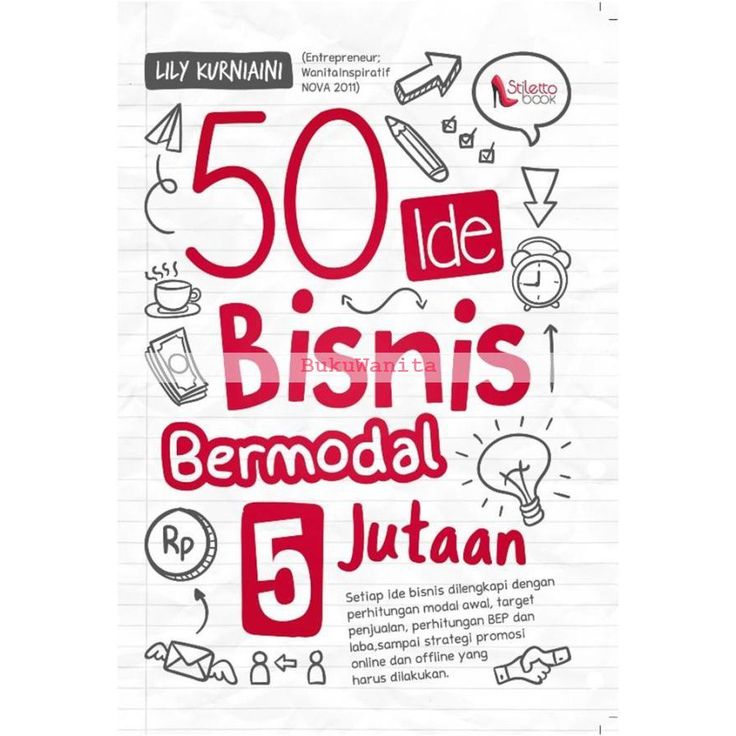 LILY KURNIAINI
(Entrepreneur;
WanitaInspiratif
NOVA 2011)
Stiletto
book
50
Ide
Bisnis
BukuWanita
Bermodal
5
Jutaan
Rp
Setiap ide bisnis dilengkapi dengan
perhitungan modal awal, target
penjualan, perhitungan BEP dan
laba,sampai strategi promosi
online dan offline yang
harus dilakukan.